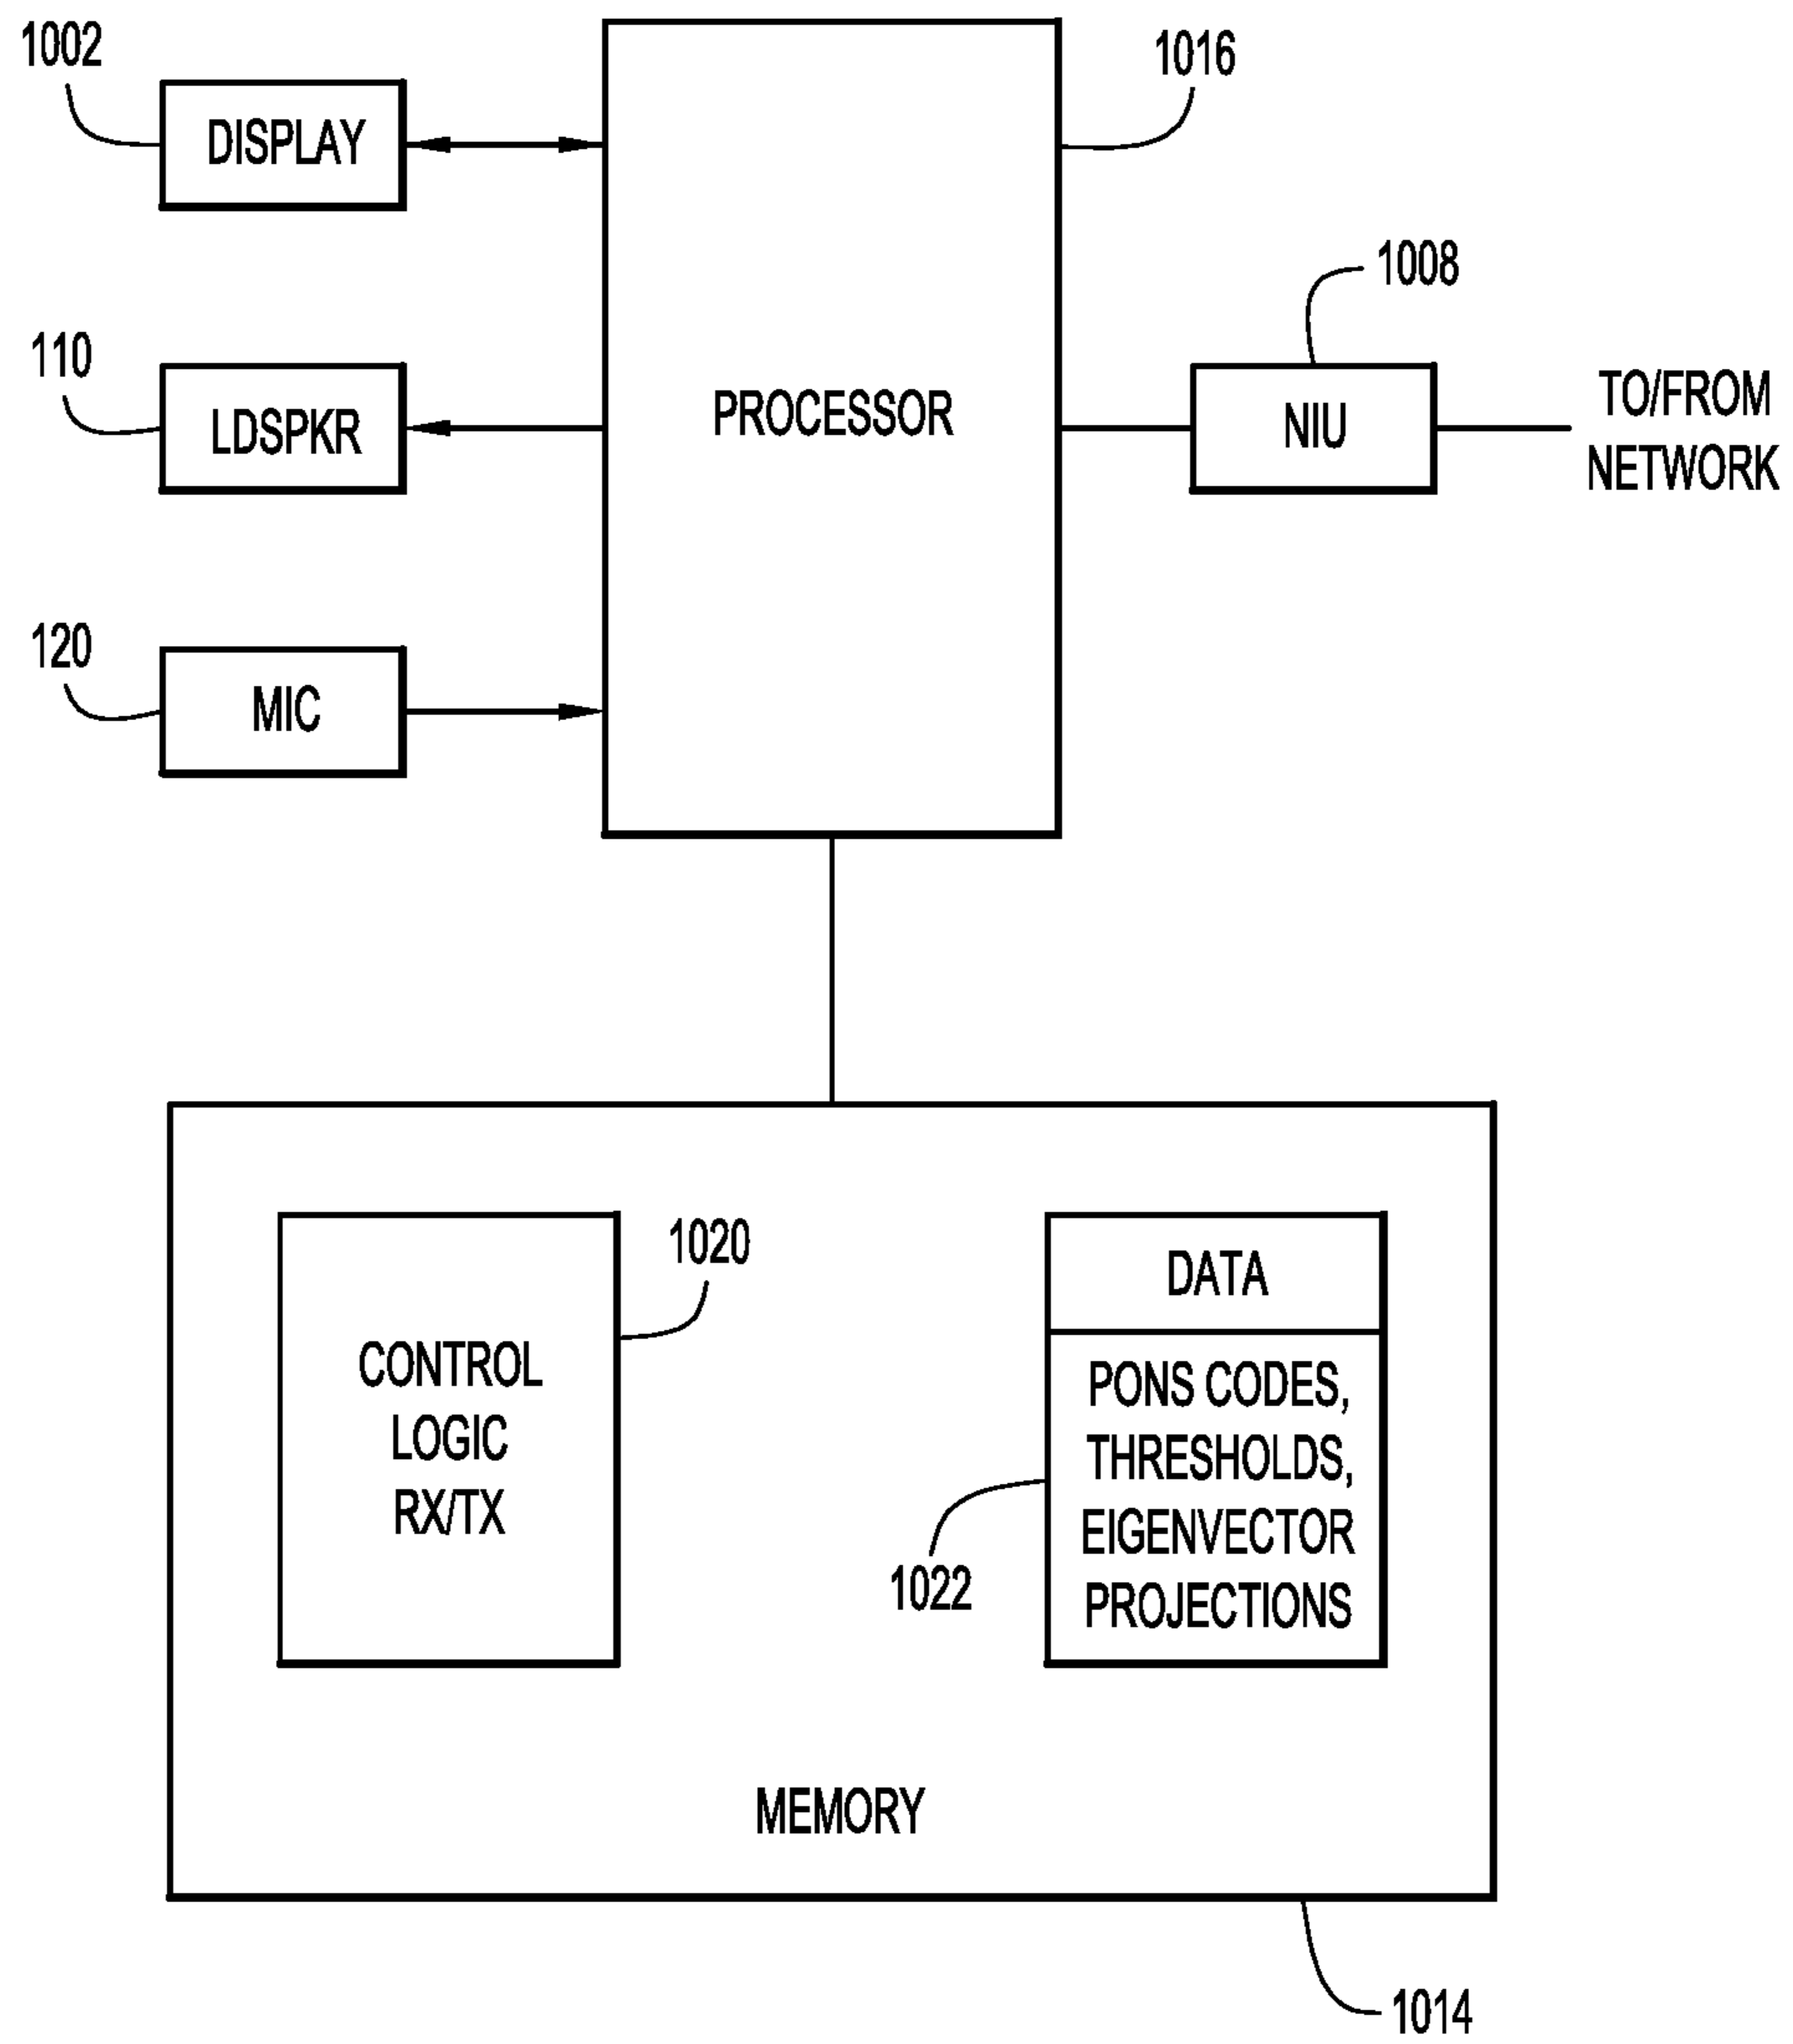 1002
DISPLAY
1016
1008
110
LDSPKR
PROCESSOR
NIU
TO/FROM
NETWORK
120
MIC
1020
CONTROL
LOGIC
RX/TX
DATA
PONS CODES,
THRESHOLDS,
EIGENVECTOR
PROJECTIONS
1022
MEMORY
1014